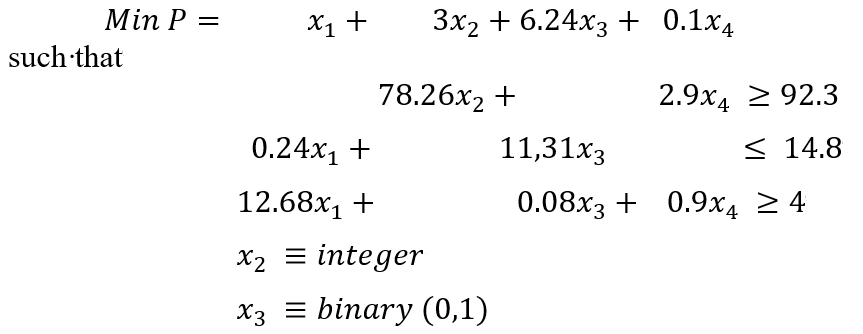 Min P = x₁ + 3x₂ + 6.24x₃ + 0.1x₄
such·that
78.26x₂ + 2.9x₄ ≥ 92.3
0.24x₁ + 11,31x₃ ≤ 14.8
12.68x₁ + 0.08x₃ + 0.9x₄ ≥ 4
x₂ ≡ integer
x₃ ≡ binary (0,1)